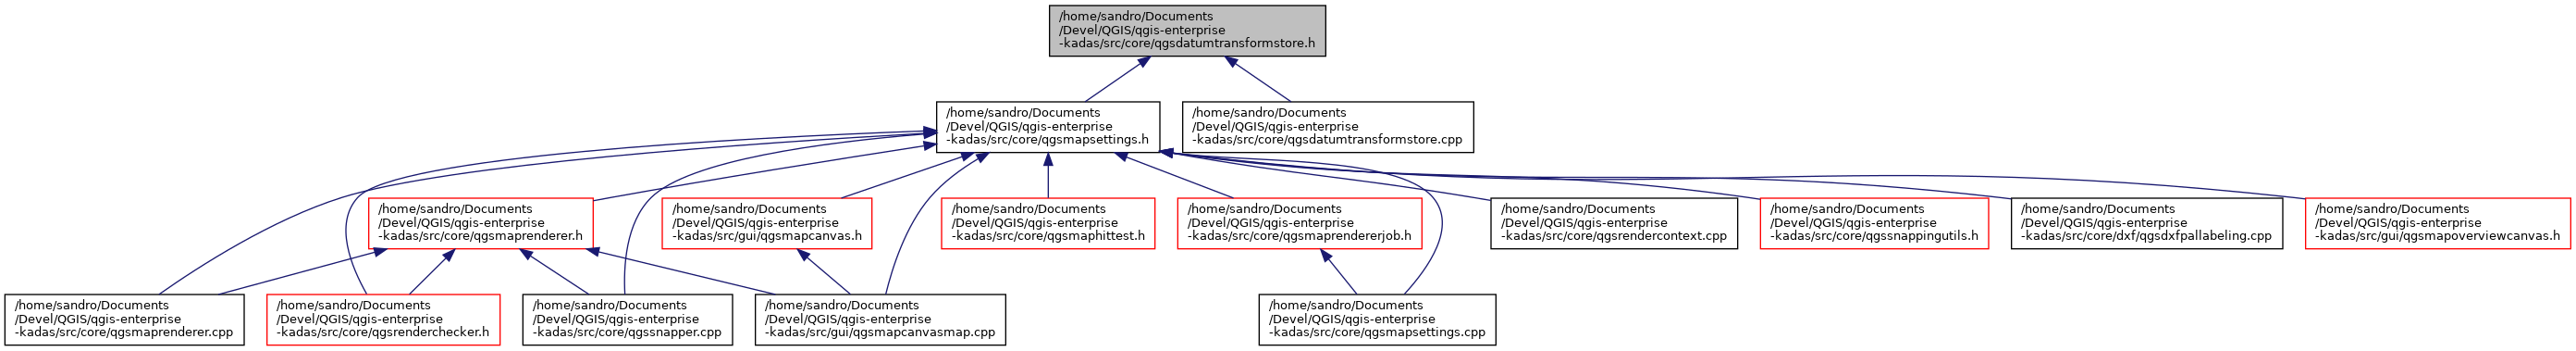 /home/sandro/Documents
/Devel/QGIS/qgis-enterprise
-kadas/src/core/qgsdatumtransformstore.h
/home/sandro/Documents
/Devel/QGIS/qgis-enterprise
-kadas/src/core/qgsmapsettings.h
/home/sandro/Documents
/Devel/QGIS/qgis-enterprise
-kadas/src/core/qgsdatumtransformstore.cpp
/home/sandro/Documents
/Devel/QGIS/qgis-enterprise
-kadas/src/core/qgsmaprenderer.h
/home/sandro/Documents
/Devel/QGIS/qgis-enterprise
-kadas/src/gui/qgsmapcanvas.h
/home/sandro/Documents
/Devel/QGIS/qgis-enterprise
-kadas/src/core/qgsmaphittest.h
/home/sandro/Documents
/Devel/QGIS/qgis-enterprise
-kadas/src/core/qgsmaprendererjob.h
/home/sandro/Documents
/Devel/QGIS/qgis-enterprise
-kadas/src/core/qgsrendercontext.cpp
/home/sandro/Documents
/Devel/QGIS/qgis-enterprise
-kadas/src/core/qgssnappingutils.h
/home/sandro/Documents
/Devel/QGIS/qgis-enterprise
-kadas/src/core/dxf/qgsdxfpallabeling.cpp
/home/sandro/Documents
/Devel/QGIS/qgis-enterprise
-kadas/src/gui/qgsmapoverviewcanvas.h
/home/sandro/Documents
/Devel/QGIS/qgis-enterprise
-kadas/src/core/qgsmaprenderer.cpp
/home/sandro/Documents
/Devel/QGIS/qgis-enterprise
-kadas/src/core/qgsrenderchecker.h
/home/sandro/Documents
/Devel/QGIS/qgis-enterprise
-kadas/src/core/qgssnapper.cpp
/home/sandro/Documents
/Devel/QGIS/qgis-enterprise
-kadas/src/gui/qgsmapcanvasmap.cpp
/home/sandro/Documents
/Devel/QGIS/qgis-enterprise
-kadas/src/core/qgsmapsettings.cpp